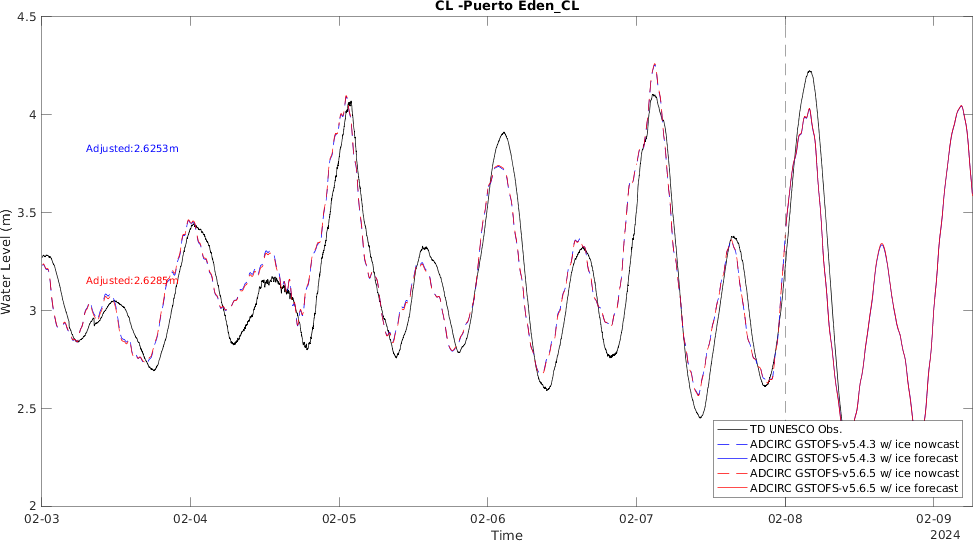 CL -Puerto Eden_CL
4.5
4
3.5
3
2.5
2
Water Level (m)
Adjusted:2.6253m
Adjusted:2.6285m
TD UNESCO Obs.
ADCIRC GSTOFS-v5.4.3 w/ ice nowcast
ADCIRC GSTOFS-v5.4.3 w/ ice forecast
ADCIRC GSTOFS-v5.6.5 w/ ice nowcast
ADCIRC GSTOFS-v5.6.5 w/ ice forecast
02-03 02-04 02-05 02-06 02-07 02-08 02-09
Time
2024